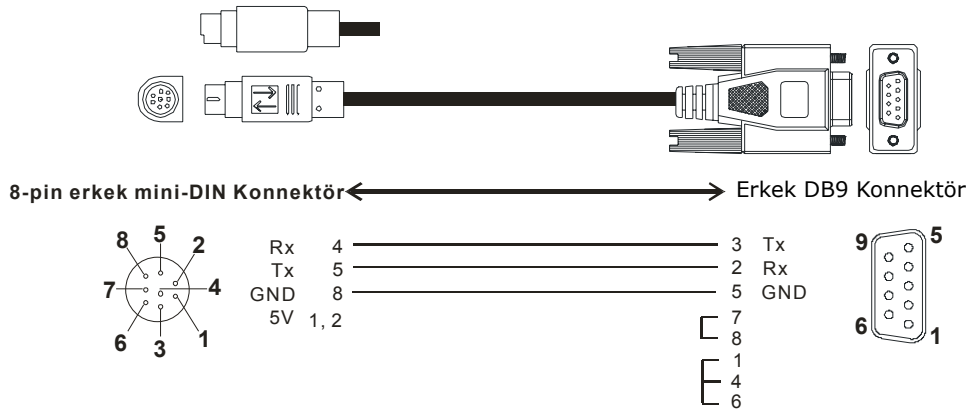 8-pin erkek mini-DIN Konnektör
Erkek DB9 Konnektör
8 5 2
7 4
6 3 1
Rx 4 3 Tx
Tx 5 2 Rx
GND 8 5 GND
5V 1, 2
7
8
1
4
6
9 5
6 1